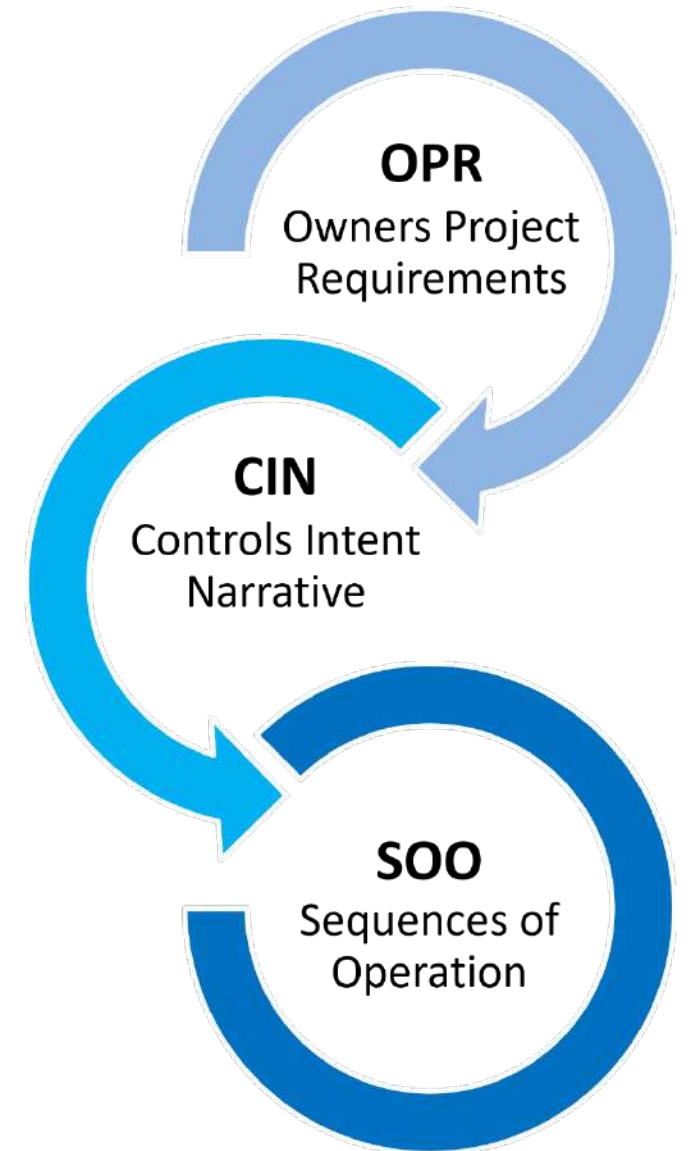 OPR
Owners Project
Requirements
CIN
Controls Intent
Narrative
SOO
Sequences of
Operation